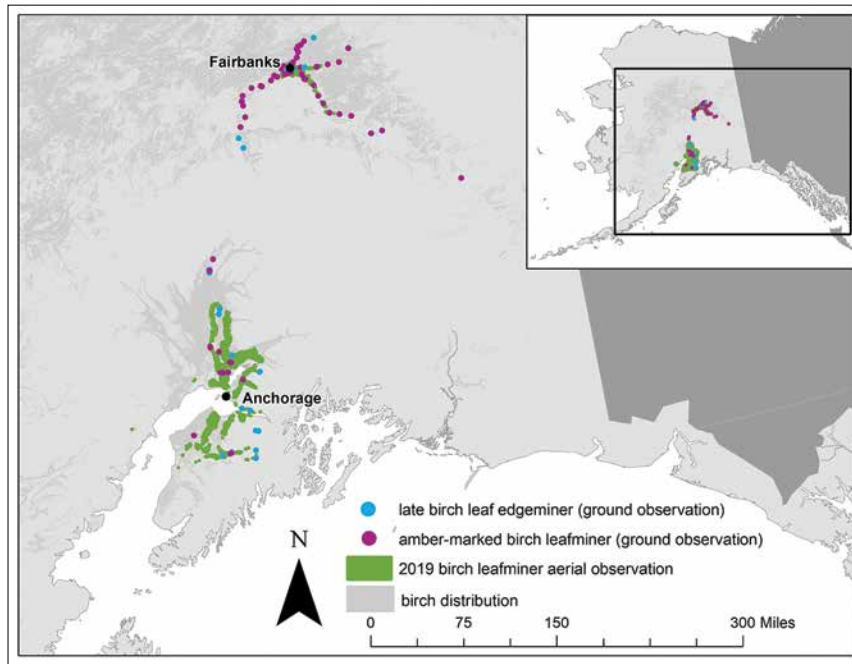 Fairbanks
Anchorage
late birch leaf edgeminer (ground observation)
amber-marked birch leafminer (ground observation)
2019 birch leafminer aerial observation
birch distribution
N
0 75 150 300 Miles